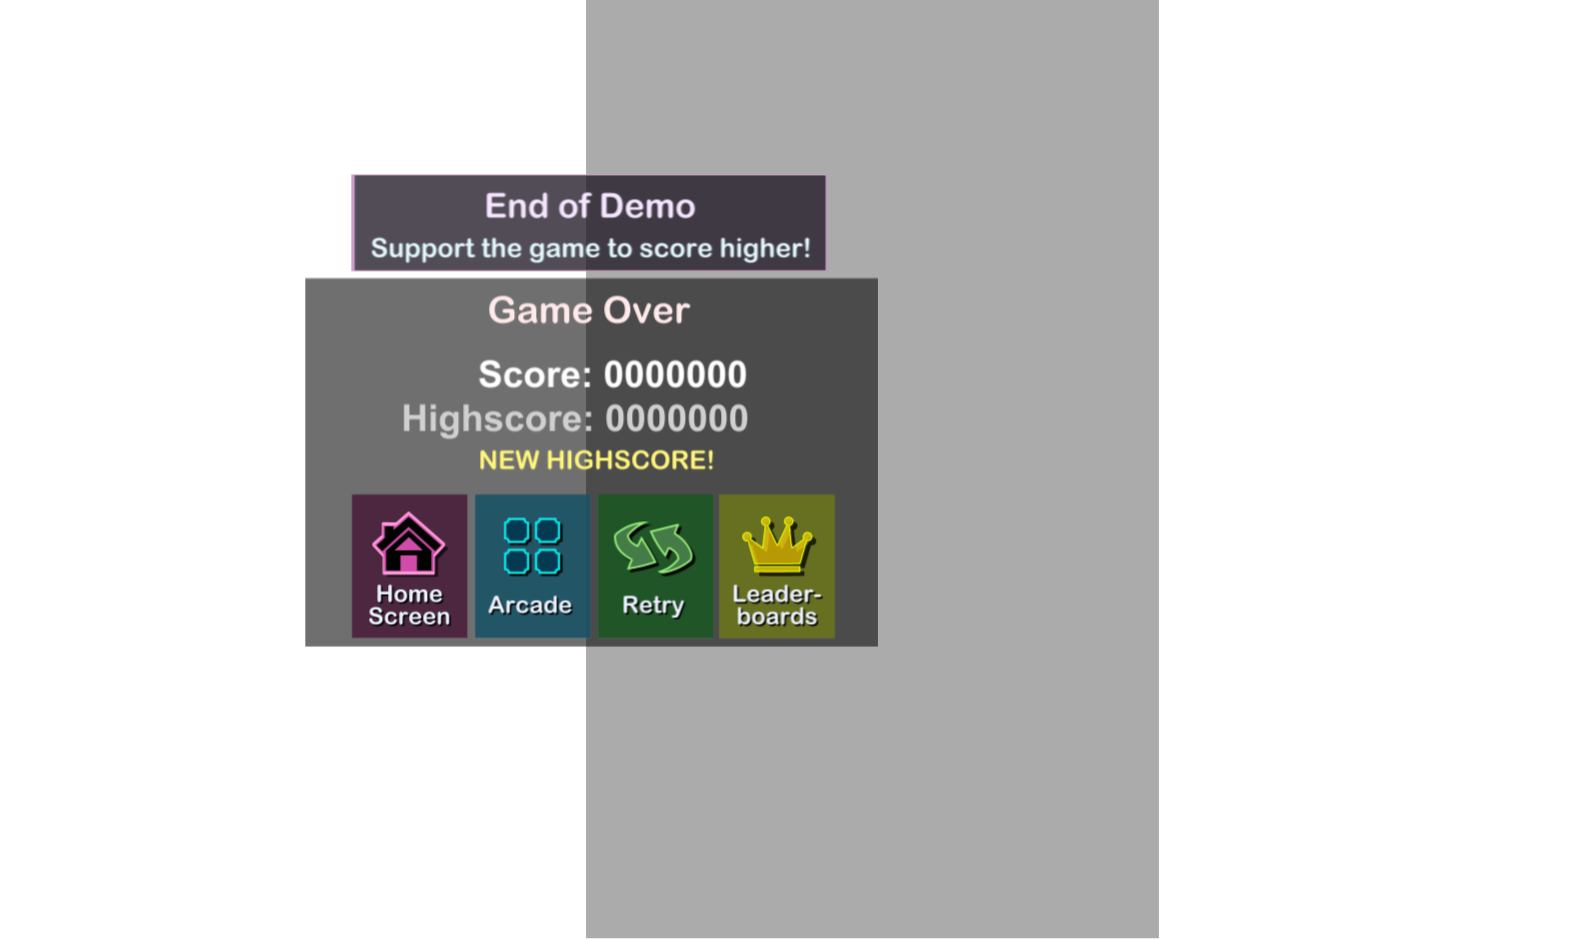 End of Demo
Support the game to score higher!
Game Over
Score: 0000000
Highscore: 0000000
NEW HIGHSCORE!
Home
Screen
Arcade
Retry
Leader-
boards